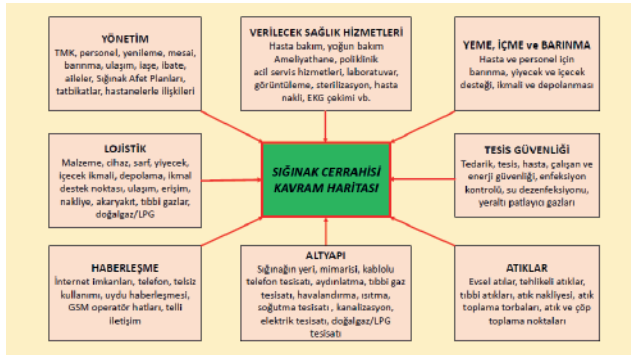 YÖNETİM
TMK, personel, yenileme, mesai,
barınma, ulaşım, iaşe, ibate,
aileler, Sığınak Afet Planları,
tatbikatlar, hastanelerle ilişkileri
VERİLECEK SAĞLIK HİZMETLERİ
Hasta bakım, yoğun bakım
Ameliyathane, poliklinik
acil servis hizmetleri, laboratuvar,
görüntüleme, sterilizasyon, hasta
nakli, EKG çekimi vb.
YEME, İÇME ve BARINMA
Hasta ve personel için
barınma, yiyecek ve içecek
desteği, ikmali ve depolanması
LOJİSTİK
Malzeme, cihaz, sarf, yiyecek,
içecek ikmali, depolama, ikmal
destek noktası, ulaşım, erişim,
nakliye, akaryakıt, tıbbi gazlar,
doğalgaz/LPG
SIĞINAK CERRAHİSİ
KAVRAM HARİTASI
TESİS GÜVENLİĞİ
Tedarik, tesis, hasta, çalışan ve
enerji güvenliği, enfeksiyon
kontrolü, su dezenfeksiyonu,
yeraltı patlayıcı gazları
HABERLEŞME
İnternet imkanları, telefon, telsiz
kullanımı, uydu haberleşmesi,
GSM operatör hatları, telli
iletişim
ALTYAPI
Sığınağın yeri, mimarisi, kablolu
telefon tesisatı, aydınlatma, tıbbi gaz
tesisatı, havalandırma, ısıtma,
soğutma tesisatı , kanalizasyon,
elektrik tesisatı, doğalgaz/LPG
tesisatı
ATIKLAR
Evsel atılar, tehlikeli atıklar,
tıbbi atıkları, atık nakliyesi, atık
toplama torbaları, atık ve çöp
toplama noktaları